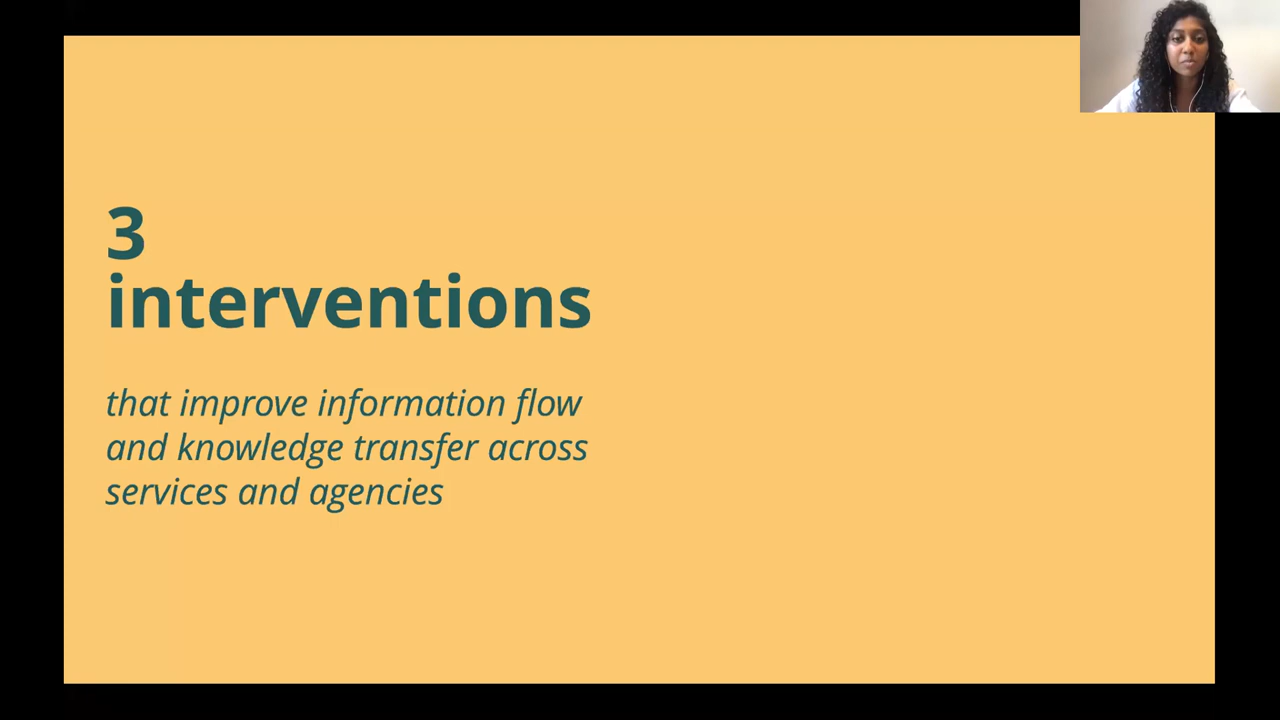 3
interventions
that improve information flow
and knowledge transfer across
services and agencies